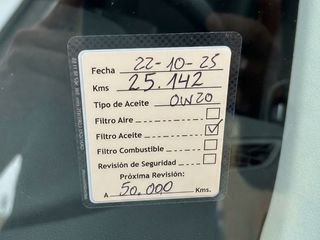 Fecha 22-10-25
Kms 25.142
Tipo de Aceite 0W20
Filtro Aire
Filtro Aceite ✓
Filtro Combustible
Revisión de Seguridad
Próxima Revisión:
A 50.000 Kms.